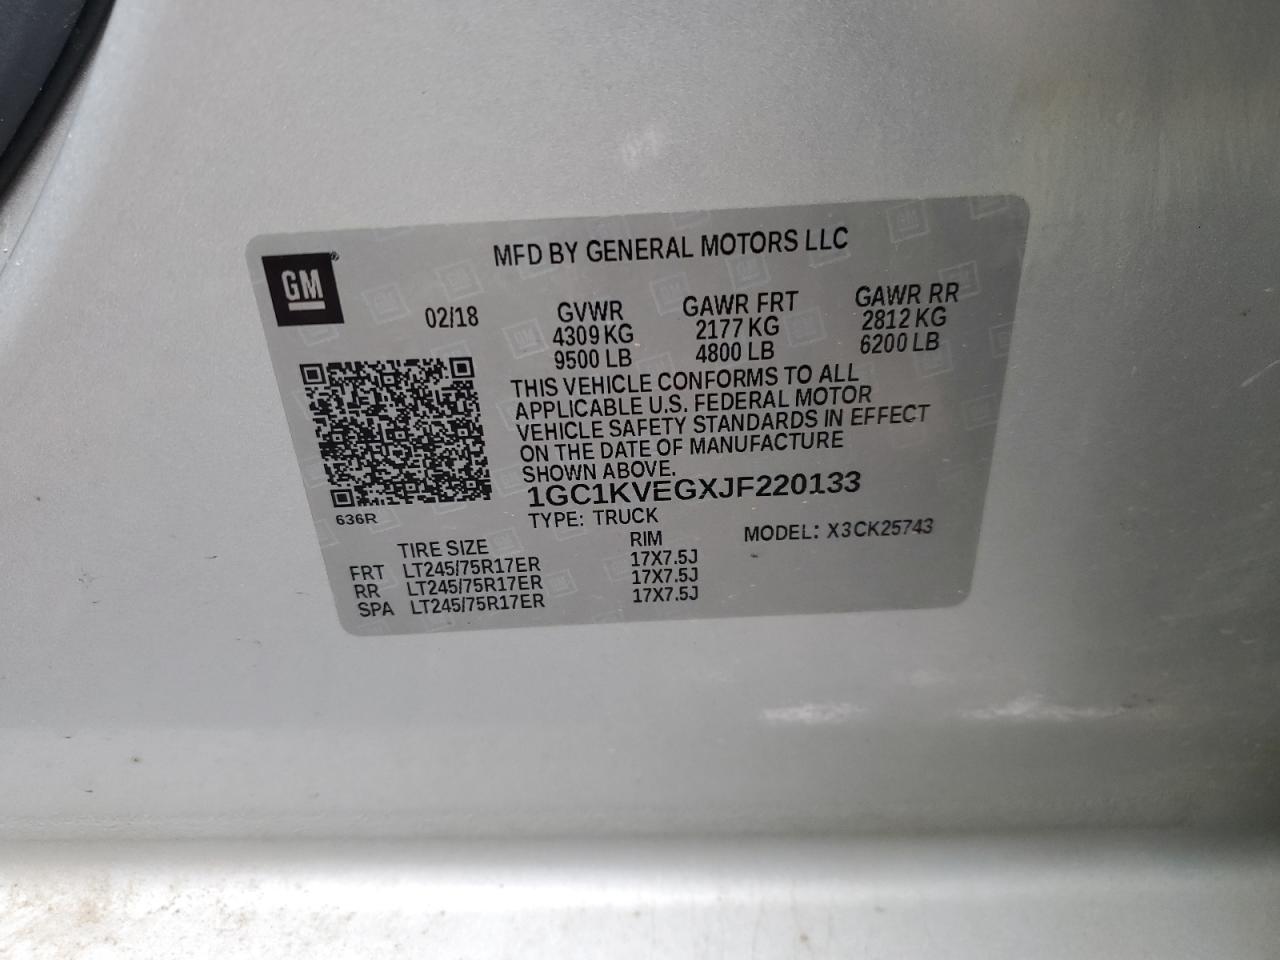 MFD BY GENERAL MOTORS LLC
GM®
02/18 GVWR GAWR FRT GAWR RR
4309 KG 2177 KG 2812 KG
9500 LB 4800 LB 6200 LB
THIS VEHICLE CONFORMS TO ALL
APPLICABLE U.S. FEDERAL MOTOR
VEHICLE SAFETY STANDARDS IN EFFECT
ON THE DATE OF MANUFACTURE
SHOWN ABOVE.
1GC1KVEGXJF220133
636R
TYPE: TRUCK
MODEL: X3CK25743
TIRE SIZE RIM
FRT LT245/75R17ER 17X7.5J
RR LT245/75R17ER 17X7.5J
SPA LT245/75R17ER 17X7.5J